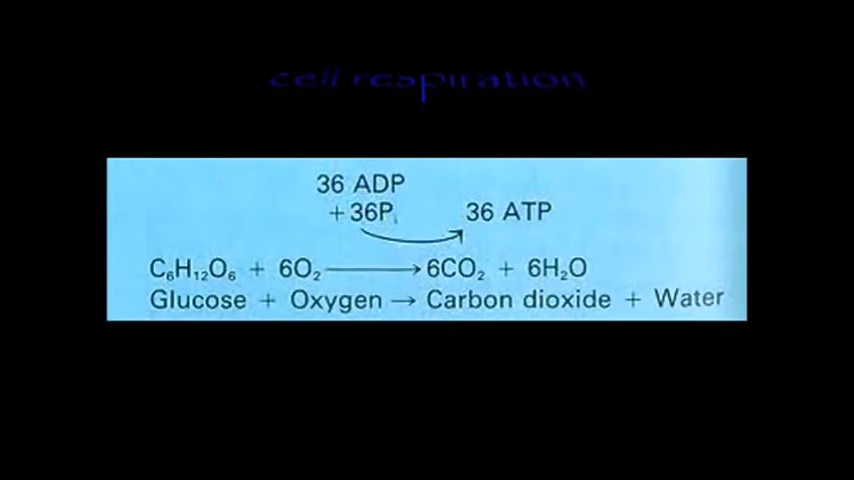 cell respiration
36 ADP
+ 36Pᵢ 36 ATP
C₆H₁₂O₆ + 6O₂ → 6CO₂ + 6H₂O
Glucose + Oxygen → Carbon dioxide + Water